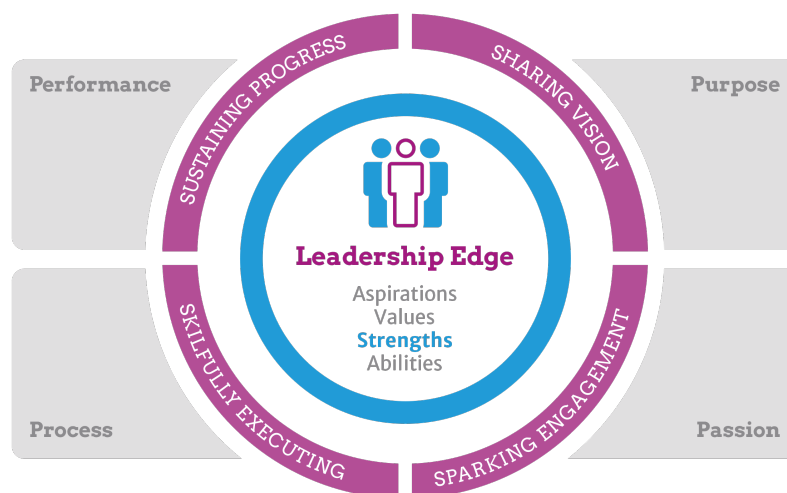 Performance
Purpose
SUSTAINING PROGRESS
SHARING VISION
Leadership Edge
Aspirations
Values
Strengths
Abilities
SKILFULLY EXECUTING
SPARKING ENGAGEMENT
Process
Passion